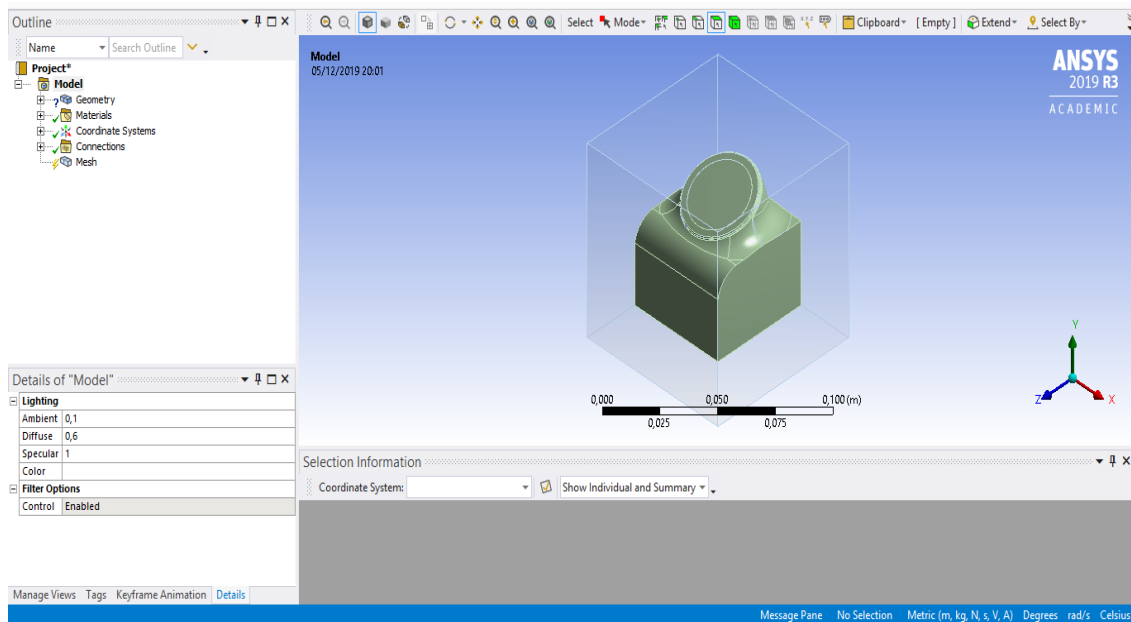 Outline
Name Search Outline
Project*
Model
Geometry
Materials
Coordinate Systems
Connections
Mesh
Details of "Model"
Lighting
Ambient 0,1
Diffuse 0,6
Specular 1
Color
Filter Options
Control Enabled
Manage Views Tags Keyframe Animation Details
Select Mode Clipboard [ Empty ] Extend Select By
Model
05/12/2019 20:01
ANSYS
2019 R3
ACADEMIC
Y
Z X
0,000 0,050 0,100 (m)
0,025 0,075
Selection Information
Coordinate System: Show Individual and Summary
Message Pane No Selection Metric (m, kg, N, s, V, A) Degrees rad/s Celsius